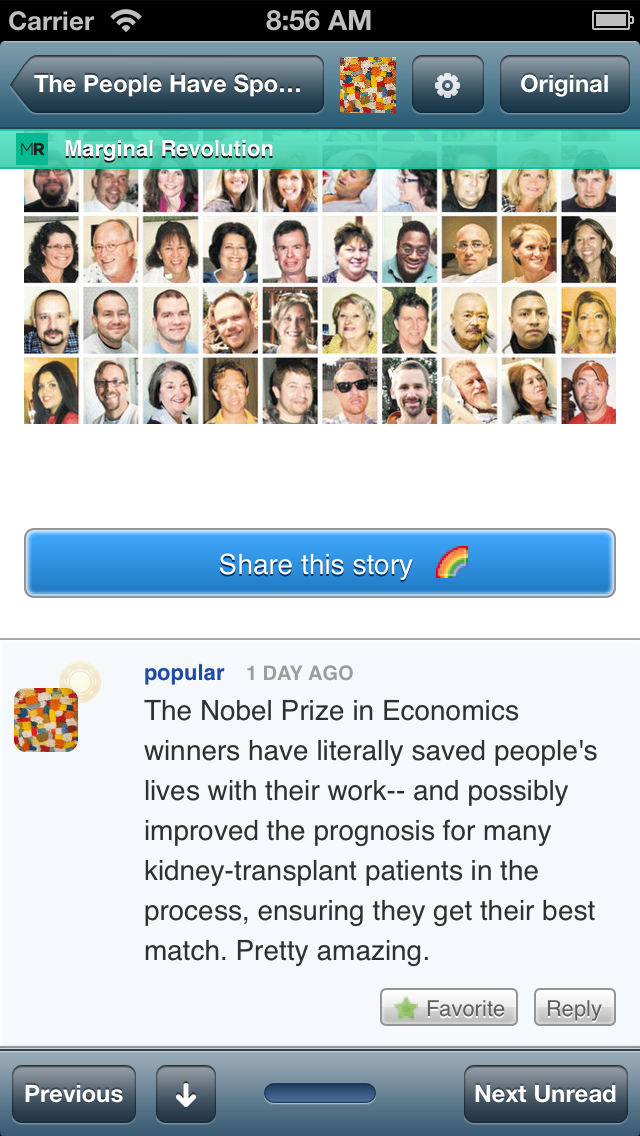 Carrier 8:56 AM
The People Have Spo... Original
MR Marginal Revolution
Share this story
popular 1 DAY AGO
The Nobel Prize in Economics
winners have literally saved people's
lives with their work-- and possibly
improved the prognosis for many
kidney-transplant patients in the
process, ensuring they get their best
match. Pretty amazing.
Favorite Reply
Previous Next Unread